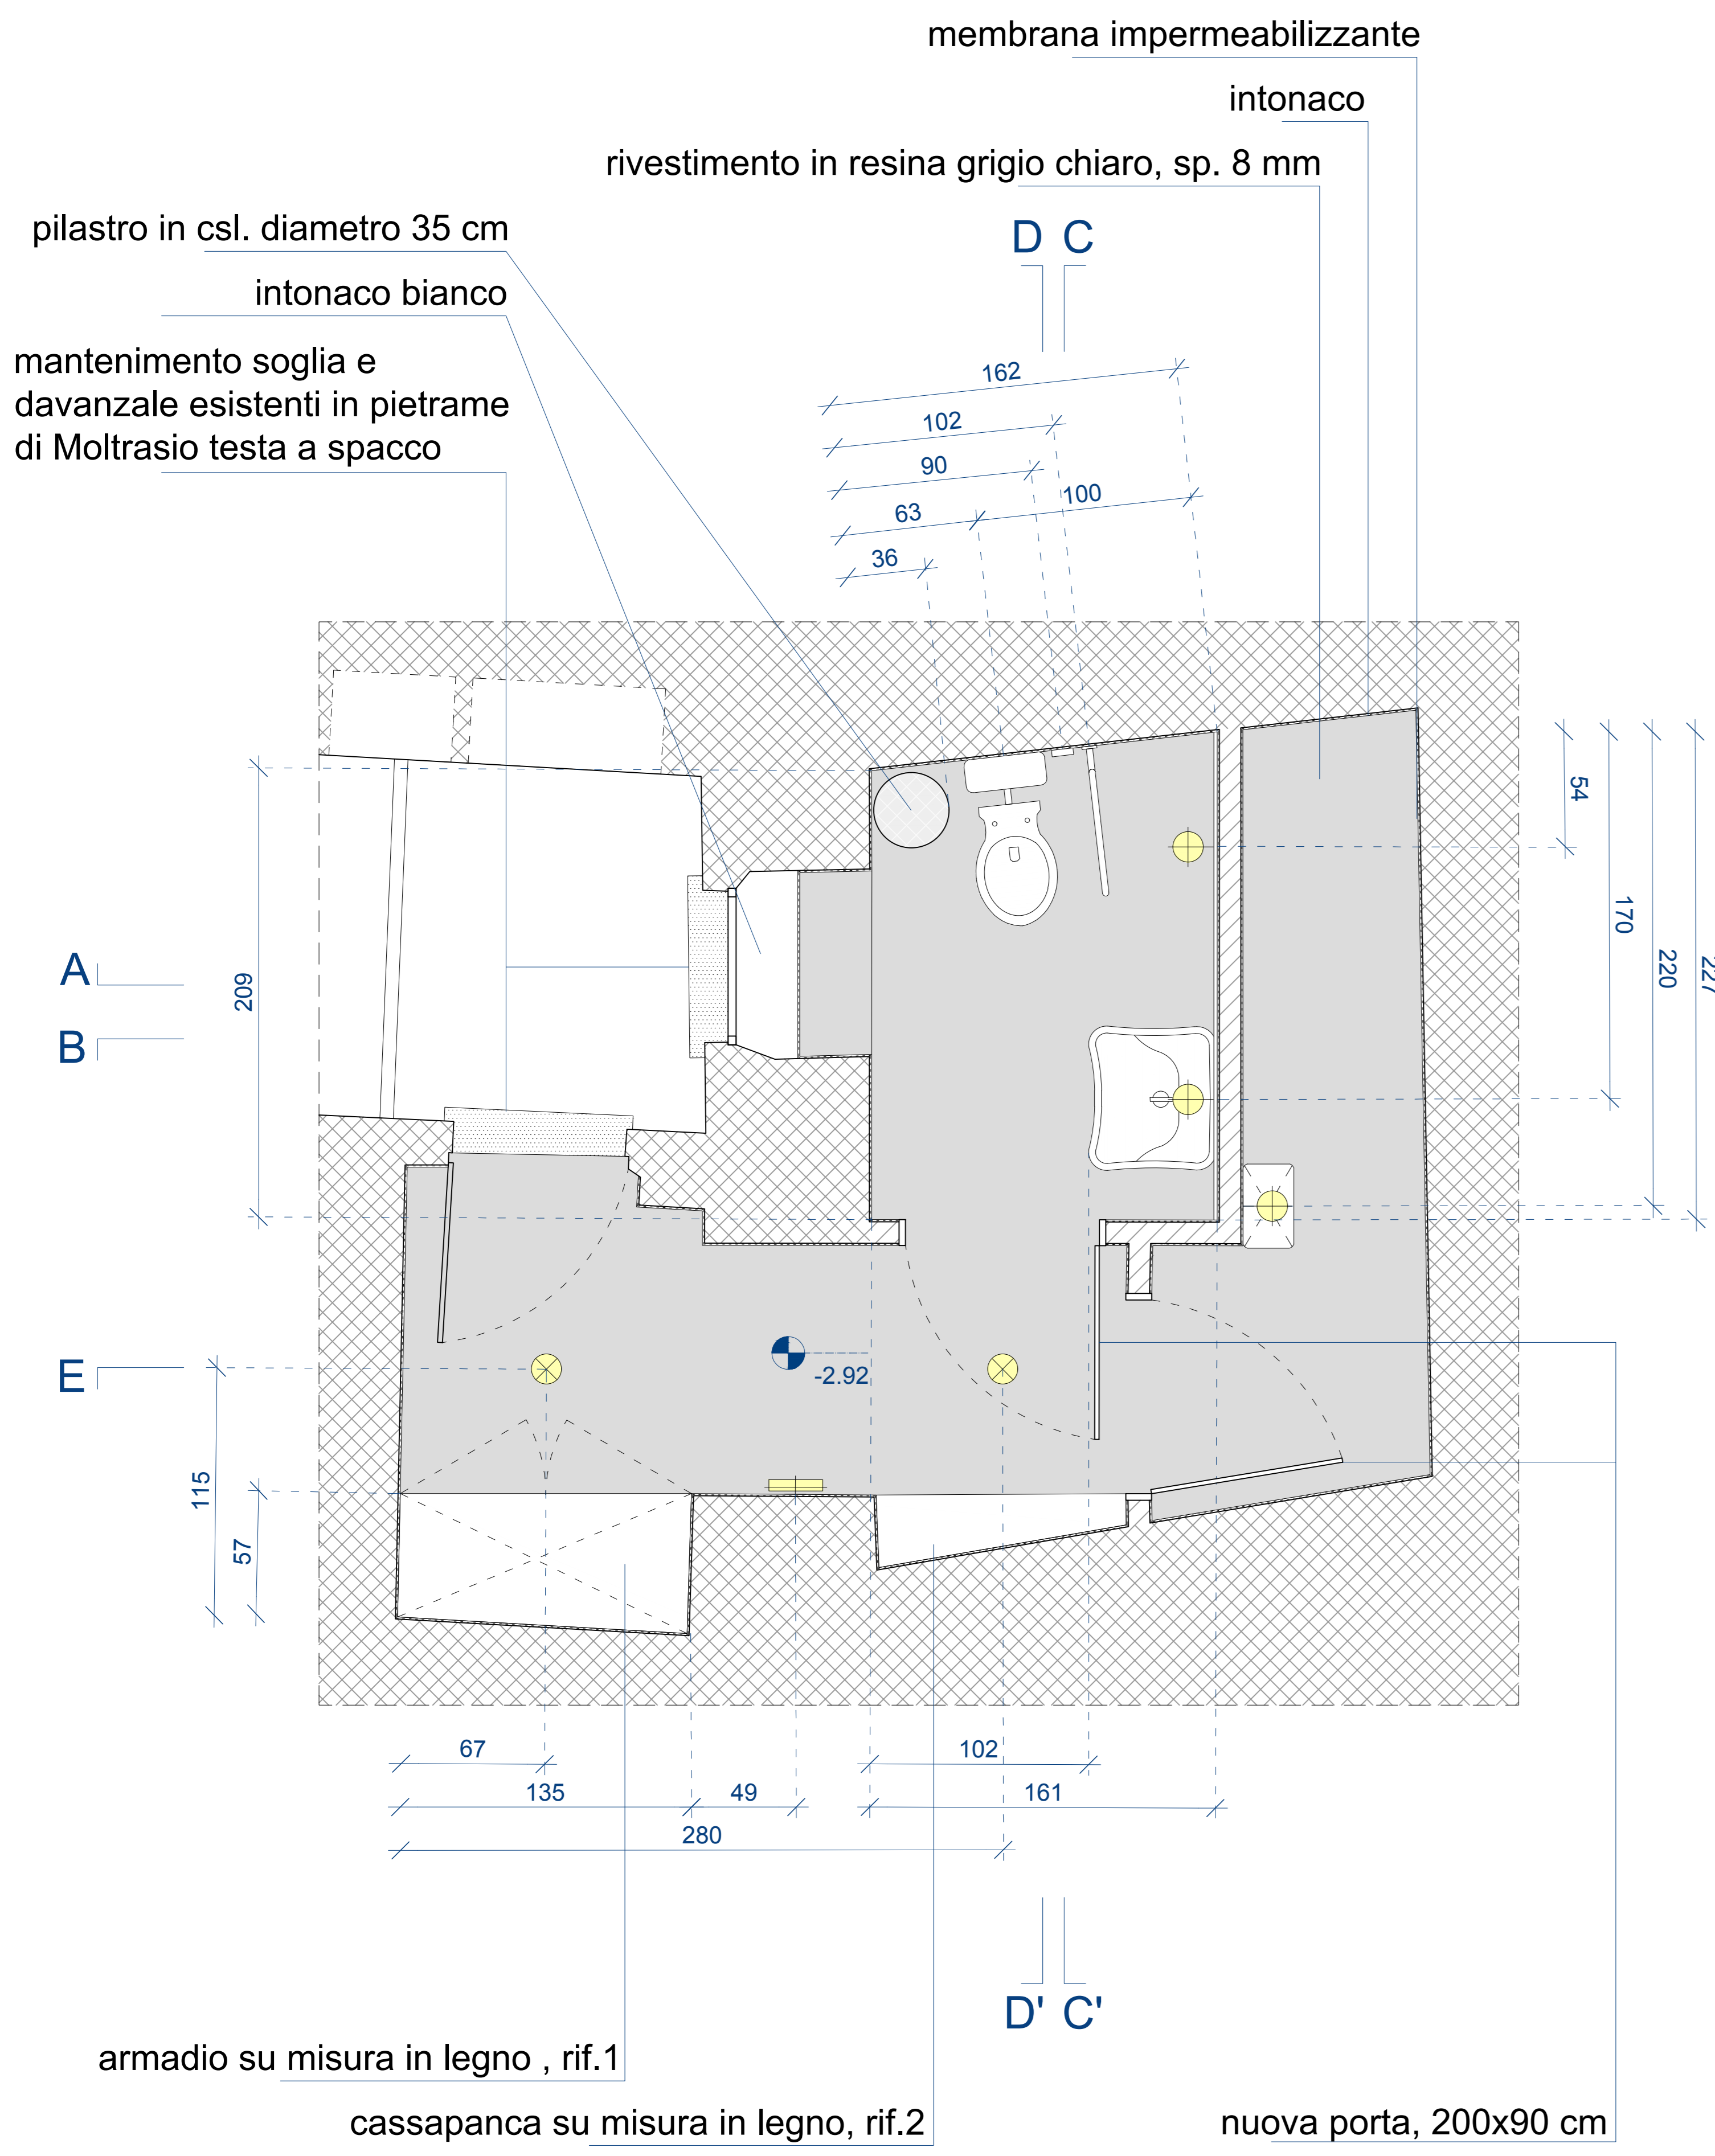 membrana impermeabilizzante
intonaco
rivestimento in resina grigio chiaro, sp. 8 mm
pilastro in csl. diametro 35 cm
D C
intonaco bianco
mantenimento soglia e
davanzale esistenti in pietrame
di Moltrasio testa a spacco
162
102
90
100
63
36
54
170
220
227
209
A
B
E
-2.92
115
57
67
102
135
49
161
280
D' C'
armadio su misura in legno , rif.1
cassapanca su misura in legno, rif.2
nuova porta, 200x90 cm